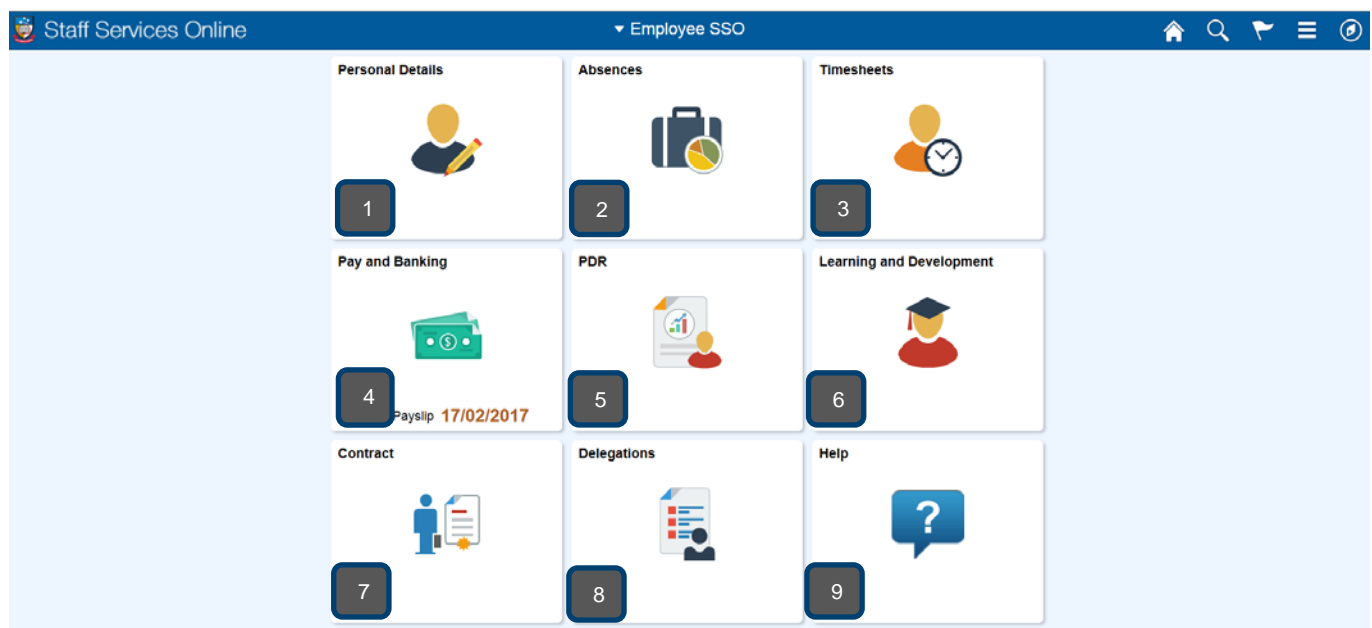 Staff Services Online
Employee SSO
Personal Details
Absences
Timesheets
1
2
3
Pay and Banking
PDR
Learning and Development
4
5
6
Payslip 17/02/2017
Contract
Delegations
Help
?
7
8
9